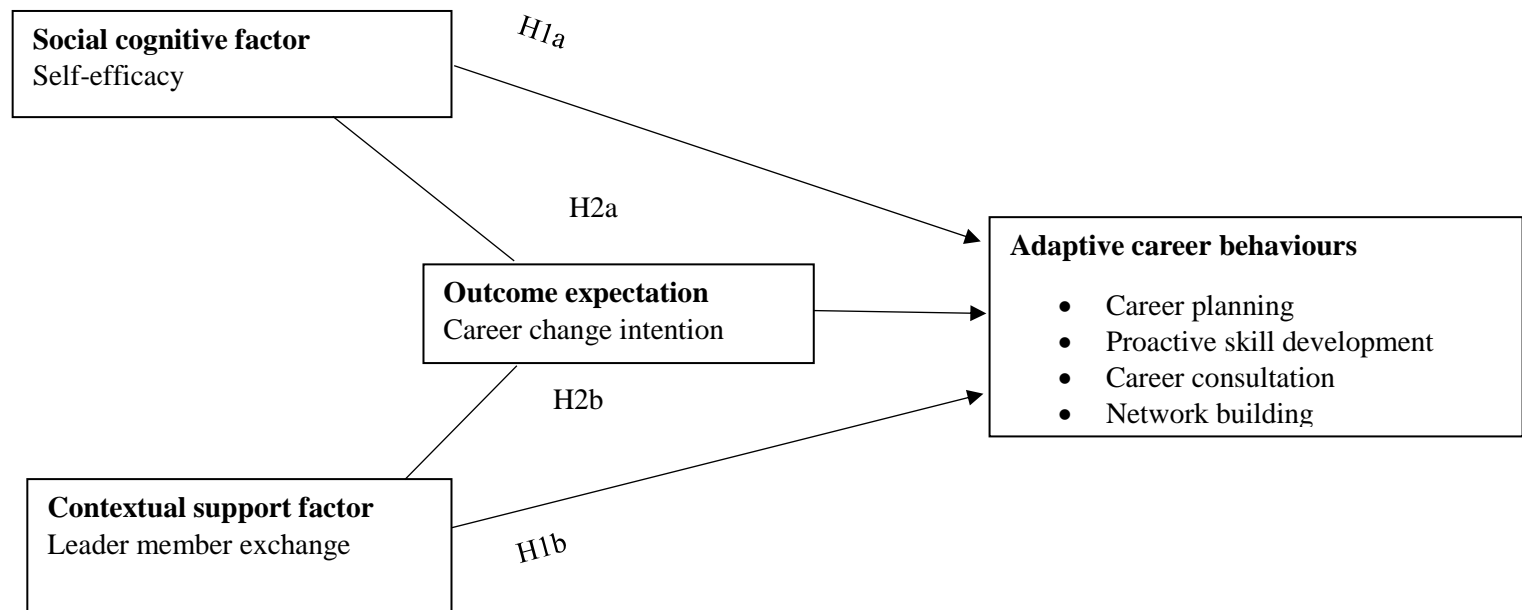 Social cognitive factor
Self-efficacy
H1a
H2a
Outcome expectation
Career change intention
H2b
Adaptive career behaviours
• Career planning
• Proactive skill development
• Career consultation
• Network building
Contextual support factor
Leader member exchange
H1b